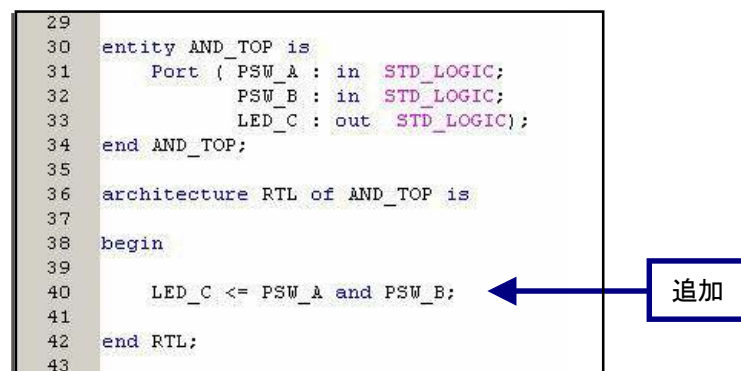 29
30 entity AND_TOP is
31 Port ( PSW_A : in STD_LOGIC;
32 PSW_B : in STD_LOGIC;
33 LED_C : out STD_LOGIC);
34 end AND_TOP;
35
36 architecture RTL of AND_TOP is
37
38 begin
39
40 LED_C <= PSW_A and PSW_B;
追加
41
42 end RTL;
43